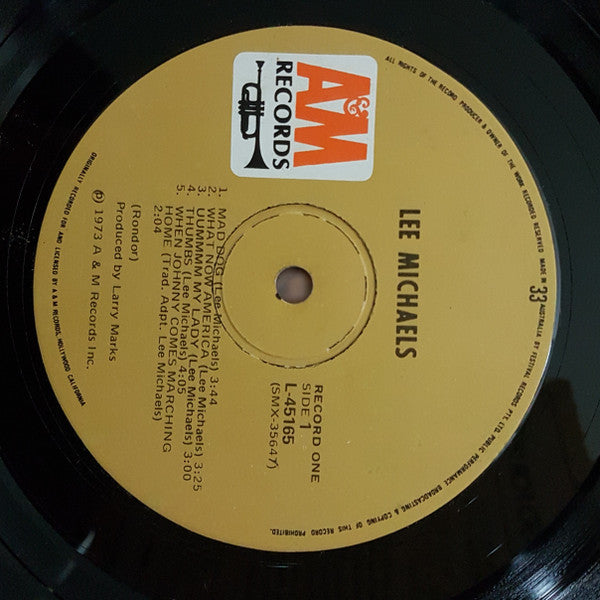 A&M
RECORDS
LEE MICHAELS
33
RECORD ONE
SIDE 1
L-45165
(SMX-35647)
1. MAD DOG (Lee Michaels) 3:44
2. WHAT NOW AMERICA (Lee Michaels) 3:25
3. UUMMMM MY LADY (Lee Michaels) 3:00
4. THUMBS (Lee Michaels) 4:05
5. WHEN JOHNNY COMES MARCHING
HOME (Trad. Adpt. Lee Michaels)
2:04
(Rondor)
Produced by Larry Marks
℗ 1973 A & M Records Inc.
ORIGINALLY RECORDED FOR AND LICENSED BY A & M RECORDS, HOLLYWOOD CALIFORNIA
ALL RIGHTS OF THE RECORD PRODUCER & OWNER OF THE WORK RECORDED RESERVED MADE IN AUSTRALIA BY FESTIVAL RECORDS PTY. LTD. PUBLIC PERFORMANCE BROADCASTING & COPYING OF THIS RECORD PROHIBITED.